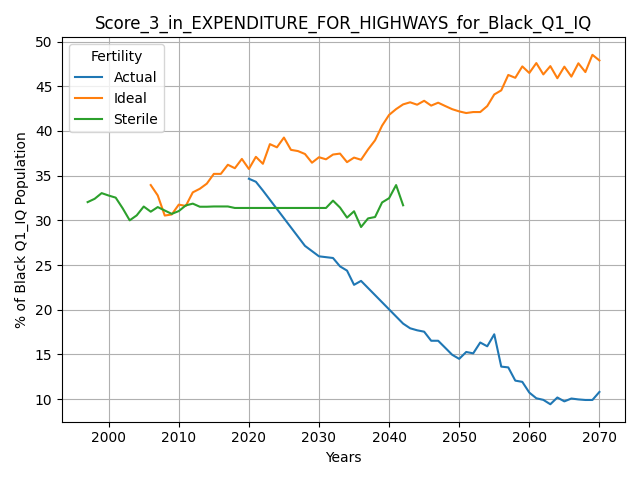 Score_3_in_EXPENDITURE_FOR_HIGHWAYS_for_Black_Q1_IQ
Fertility
Actual
Ideal
Sterile
% of Black Q1_IQ Population
50
45
40
35
30
25
20
15
10
2000 2010 2020 2030 2040 2050 2060 2070
Years